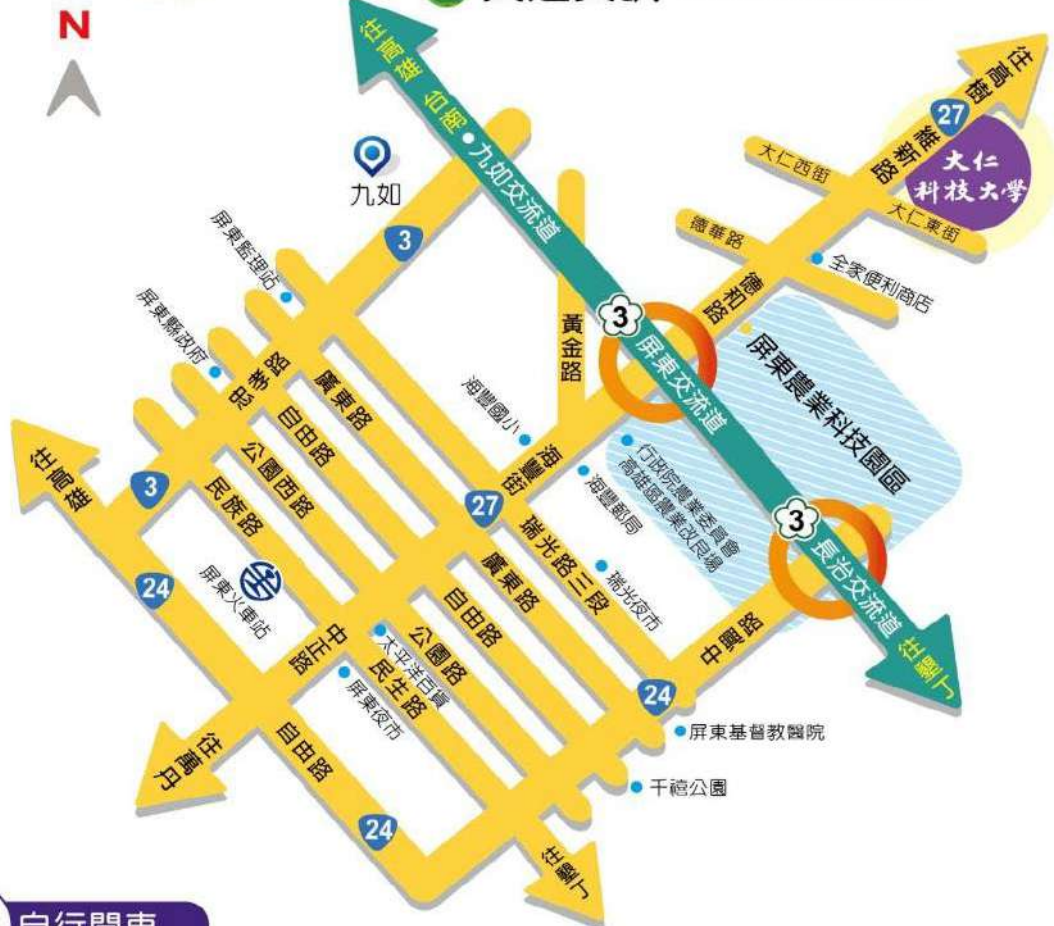 N
往高雄 台南
九如交流道
往高樹
27
維新路
大仁
科技大學
大仁西街
大仁東街
德華路
全家便利商店
德和路
九如
3
屏東監理站
屏東縣政府
忠孝路
廣東路
自由路
公園西路
民族路
黃金路
3
屏東交流道
屏東農業科技園區
海豐國小
海豐街
海豐郵局
行政院農業委員會
高雄區農業改良場
3
長治交流道
往墾丁
往高雄
3
24
27
瑞光路三段
瑞光夜市
廣東路
自由路
公園路
民生路
太平洋百貨
屏東火車站
中正路
屏東夜市
中興路
24
屏東基督教醫院
千禧公園
往萬丹
自由路
24
往墾丁
自行開車